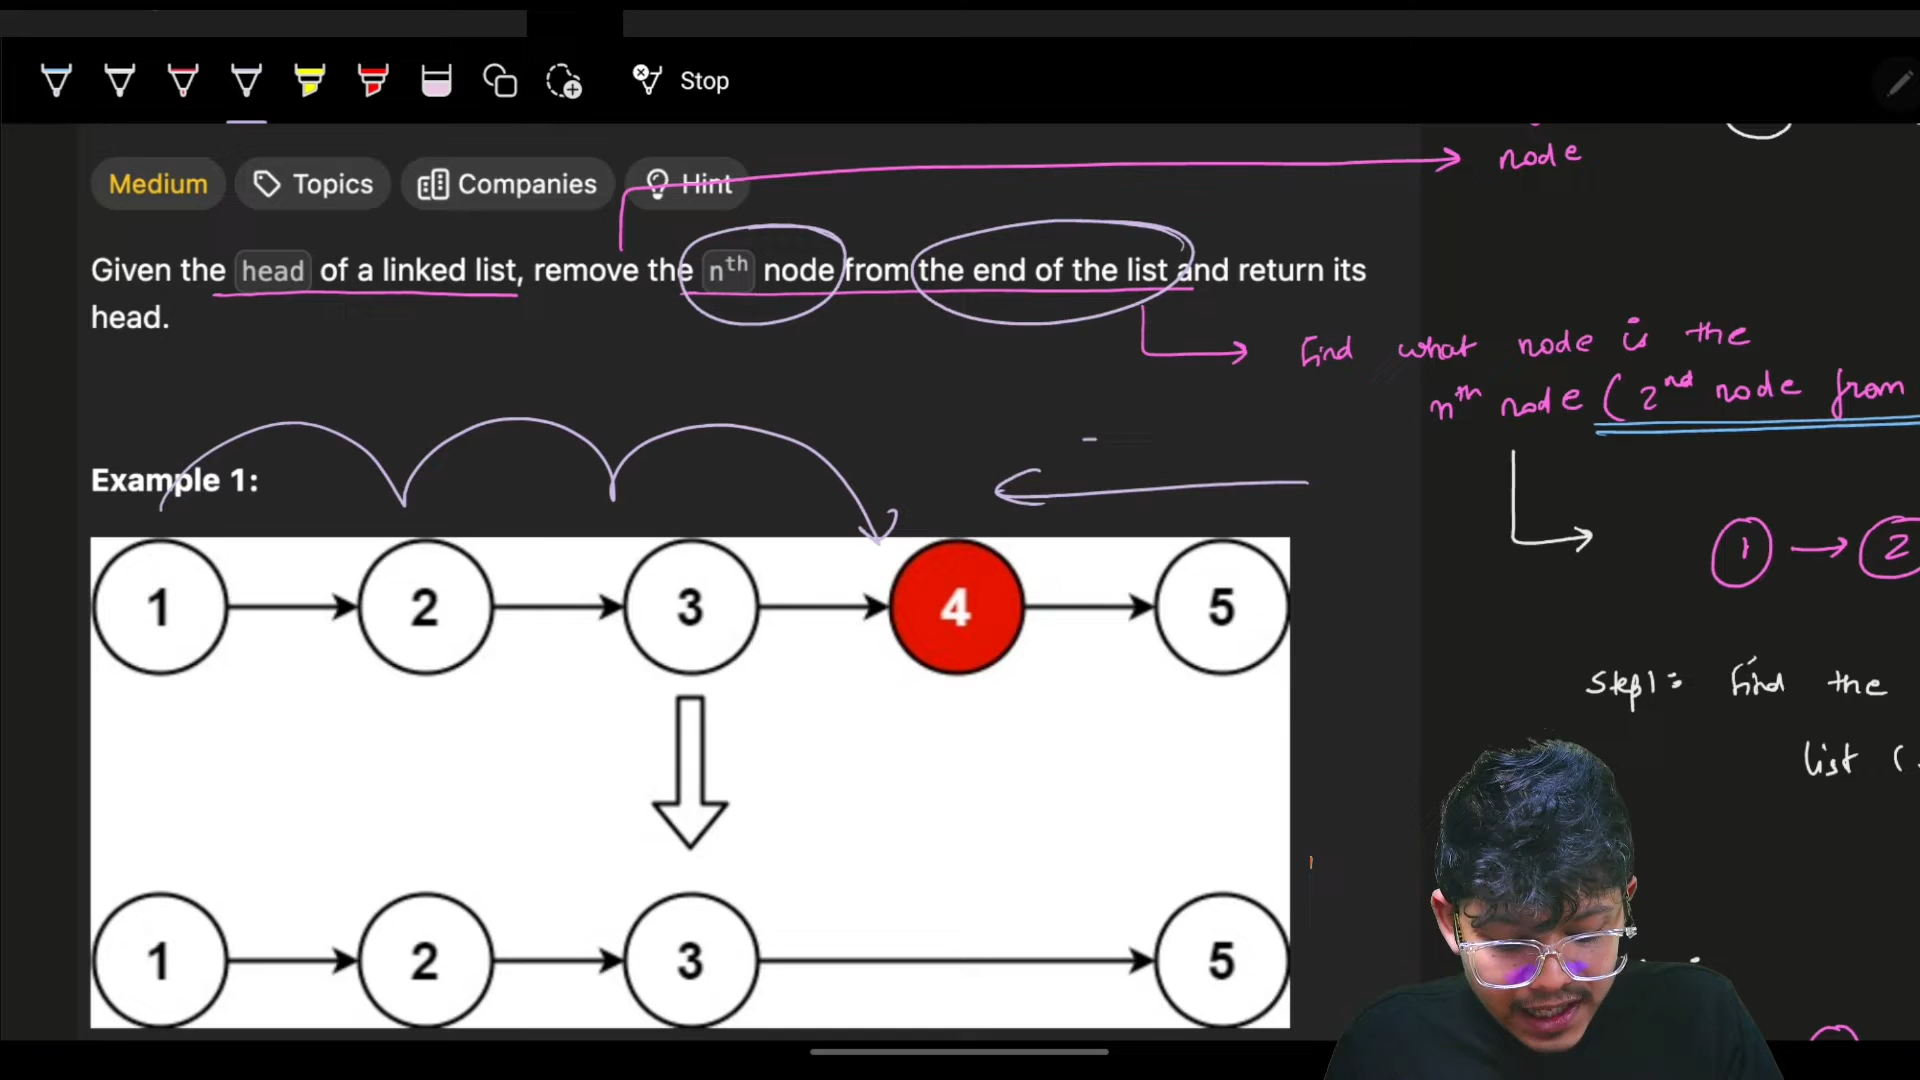 Stop
node
Medium
Topics
Companies
Hint
Given the head of a linked list, remove the nth node from the end of the list and return its
head.
Find what node is the
nth node (2nd node from
Example 1:
1 2 3 4 5
1 2
Step1: Find the
list (
1 2 3 5